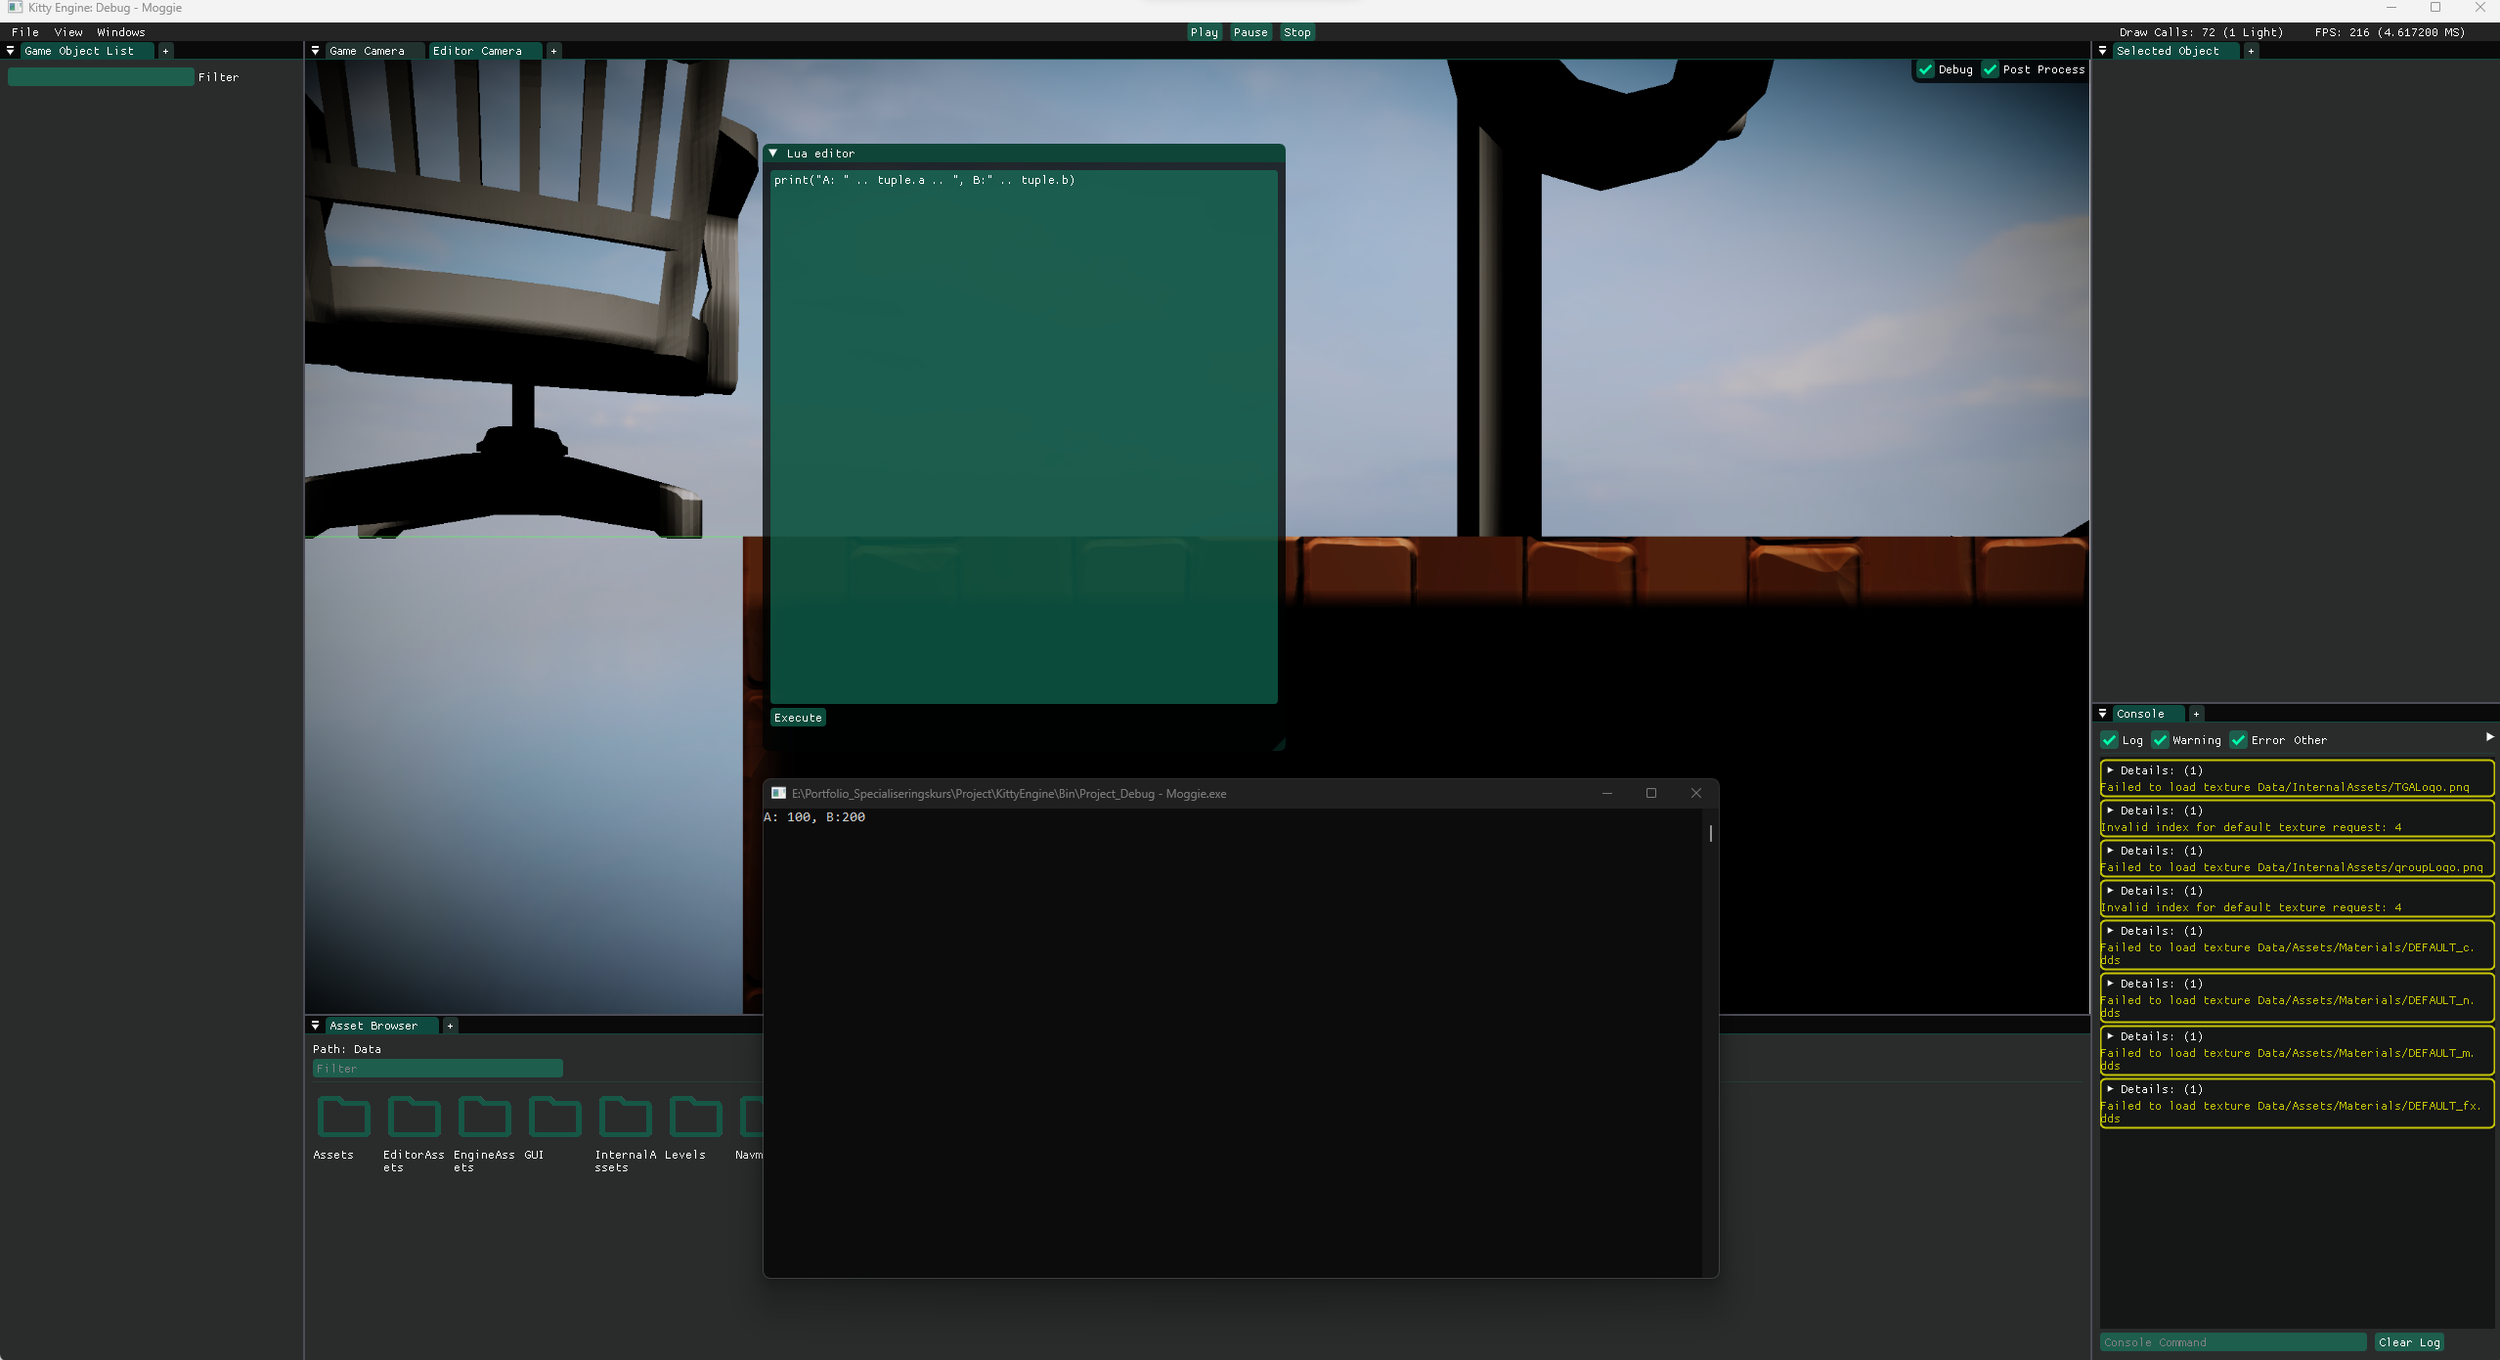 Kitty Engine: Debug - Moggie
File View Windows
Play Pause Stop
Draw Calls: 72 (1 Light) FPS: 216 (4.617200 MS)
Game Object List +
Filter
Game Camera Editor Camera +
Debug Post Process
Selected Object +
Lua editor
print("A: " .. tuple.a .. ", B:" .. tuple.b)
Execute
E:\Portfolio_Specialiseringskurs\Project\KittyEngine\Bin\Project_Debug - Moggie.exe
A: 100, B:200
Asset Browser +
Path: Data
Filter
Assets
EditorAss
ets
EngineAss
ets
GUI
InternalA
ssets
Levels
Navm
Console +
Log Warning Error Other
Details: (1)
Failed to load texture Data/InternalAssets/TGALogo.png
Details: (1)
Invalid index for default texture request: 4
Details: (1)
Failed to load texture Data/InternalAssets/groupLogo.png
Details: (1)
Invalid index for default texture request: 4
Details: (1)
Failed to load texture Data/Assets/Materials/DEFAULT_c.
dds
Details: (1)
Failed to load texture Data/Assets/Materials/DEFAULT_n.
dds
Details: (1)
Failed to load texture Data/Assets/Materials/DEFAULT_m.
dds
Details: (1)
Failed to load texture Data/Assets/Materials/DEFAULT_fx.
dds
Console Command Clear Log